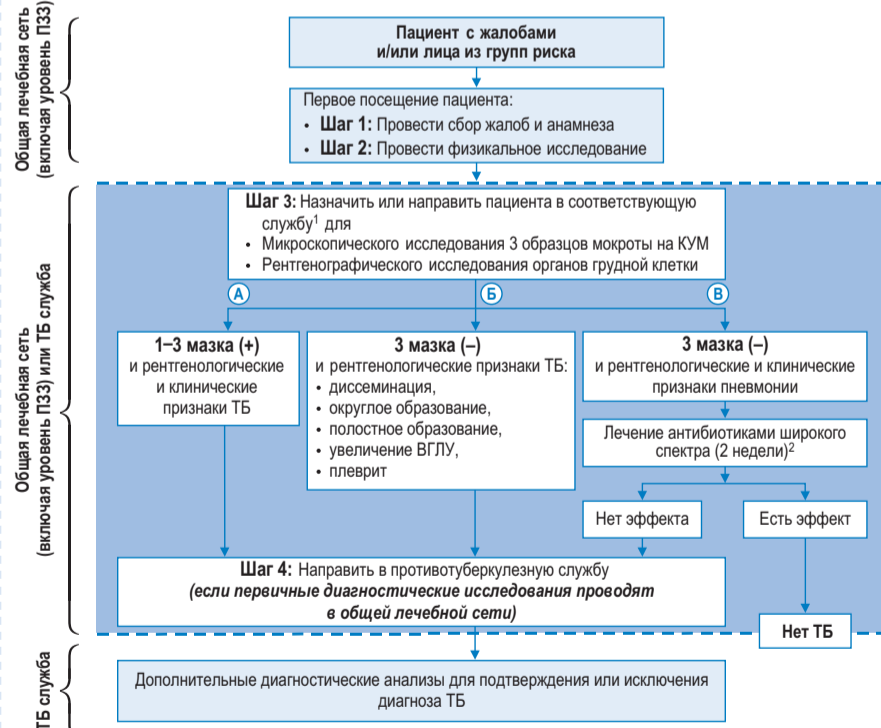 Общая лечебная сеть
(включая уровень ПЗЗ)
Пациент с жалобами
и/или лица из групп риска
Первое посещение пациента:
• Шаг 1: Провести сбор жалоб и анамнеза
• Шаг 2: Провести физикальное исследование
Общая лечебная сеть
(включая уровень ПЗЗ) или ТБ служба
Шаг 3: Назначить или направить пациента в соответствующую
службу¹ для
• Микроскопического исследования 3 образцов мокроты на КУМ
• Рентгенографического исследования органов грудной клетки
А
Б
В
1–3 мазка (+)
и рентгенологические
и клинические
признаки ТБ
3 мазка (–)
и рентгенологические признаки ТБ:
• диссеминация,
• округлое образование,
• полостное образование,
• увеличение ВГЛУ,
• плеврит
3 мазка (–)
и рентгенологические и клинические
признаки пневмонии
Лечение антибиотиками широкого
спектра (2 недели)²
Нет эффекта
Есть эффект
Шаг 4: Направить в противотуберкулезную службу
(если первичные диагностические исследования проводят
в общей лечебной сети)
Нет ТБ
ТБ служба
Дополнительные диагностические анализы для подтверждения или исключения
диагноза ТБ